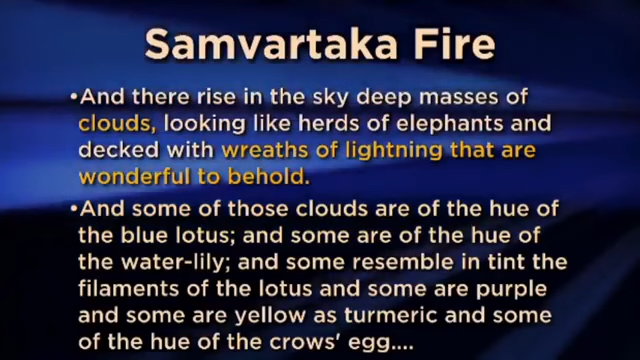 Samvartaka Fire
•And there rise in the sky deep masses of
clouds, looking like herds of elephants and
decked with wreaths of lightning that are
wonderful to behold.
•And some of those clouds are of the hue of
the blue lotus; and some are of the hue of
the water-lily; and some resemble in tint the
filaments of the lotus and some are purple
and some are yellow as turmeric and some
of the hue of the crows' egg....